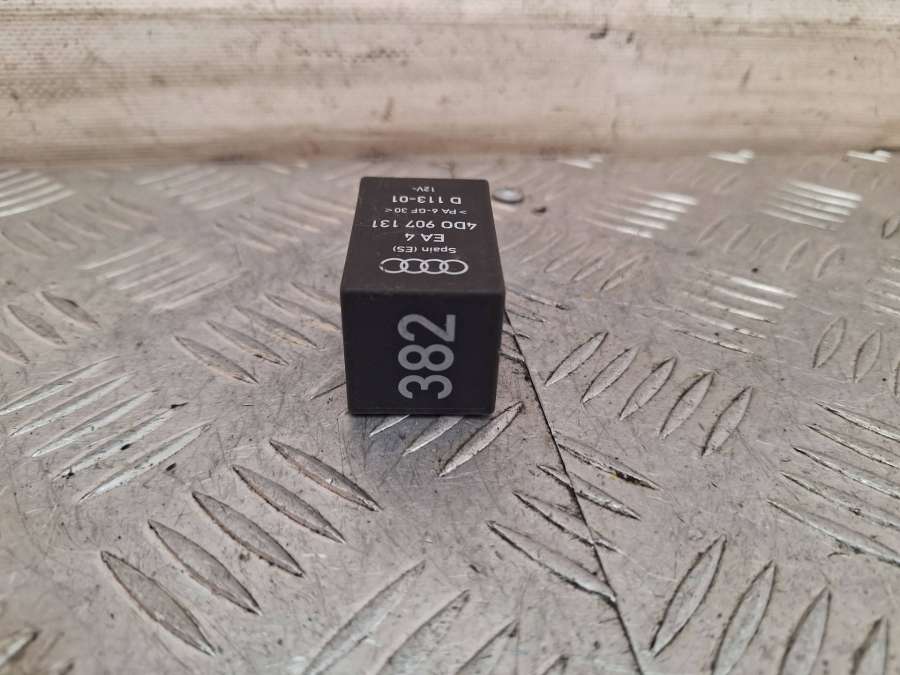 Spain (ES)
EA 4
4D0 907 131
> PA 6-GF 30 <
D 113-01
12V-
382